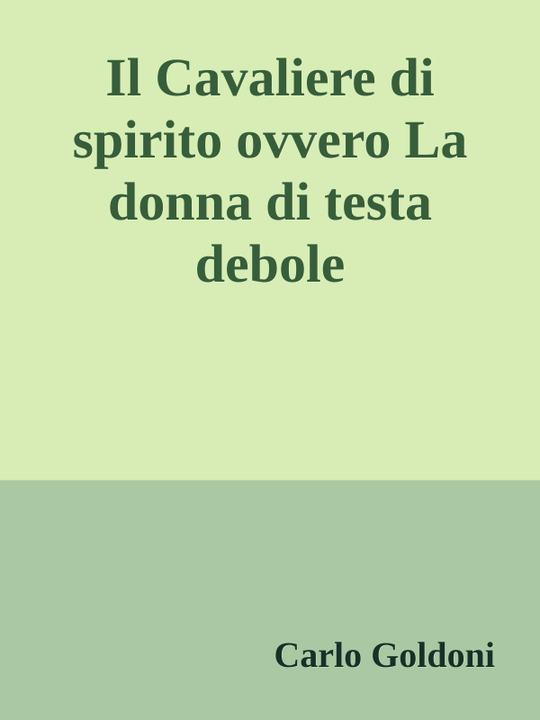 Il Cavaliere di
spirito ovvero La
donna di testa
debole
Carlo Goldoni